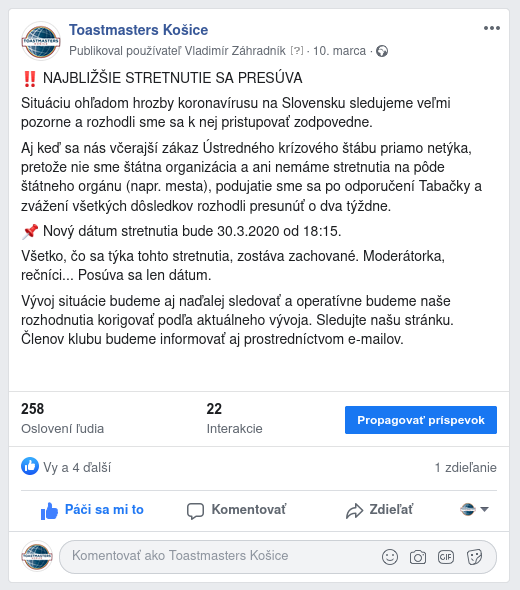 Toastmasters Košice
Publikoval používateľ Vladimír Záhradník [?] · 10. marca ·
‼️ NAJBLIŽŠIE STRETNUTIE SA PRESÚVA
Situáciu ohľadom hrozby koronavírusu na Slovensku sledujeme veľmi
pozorne a rozhodli sme sa k nej pristupovať zodpovedne.
Aj keď sa nás včerajší zákaz Ústredného krízového štábu priamo netýka,
pretože nie sme štátna organizácia a ani nemáme stretnutia na pôde
štátneho orgánu (napr. mesta), podujatie sme sa po odporučení Tabačky a
zvážení všetkých dôsledkov rozhodli presunúť o dva týždne.
📌 Nový dátum stretnutia bude 30.3.2020 od 18:15.
Všetko, čo sa týka tohto stretnutia, zostáva zachované. Moderátorka,
rečníci... Posúva sa len dátum.
Vývoj situácie budeme aj naďalej sledovať a operatívne budeme naše
rozhodnutia korigovať podľa aktuálneho vývoja. Sledujte našu stránku.
Členov klubu budeme informovať aj prostredníctvom e-mailov.
258
Oslovení ľudia
22
Interakcie
Propagovať príspevok
Vy a 4 ďalší
1 zdieľanie
Páči sa mi to
Komentovať
Zdieľať
Komentovať ako Toastmasters Košice
GIF